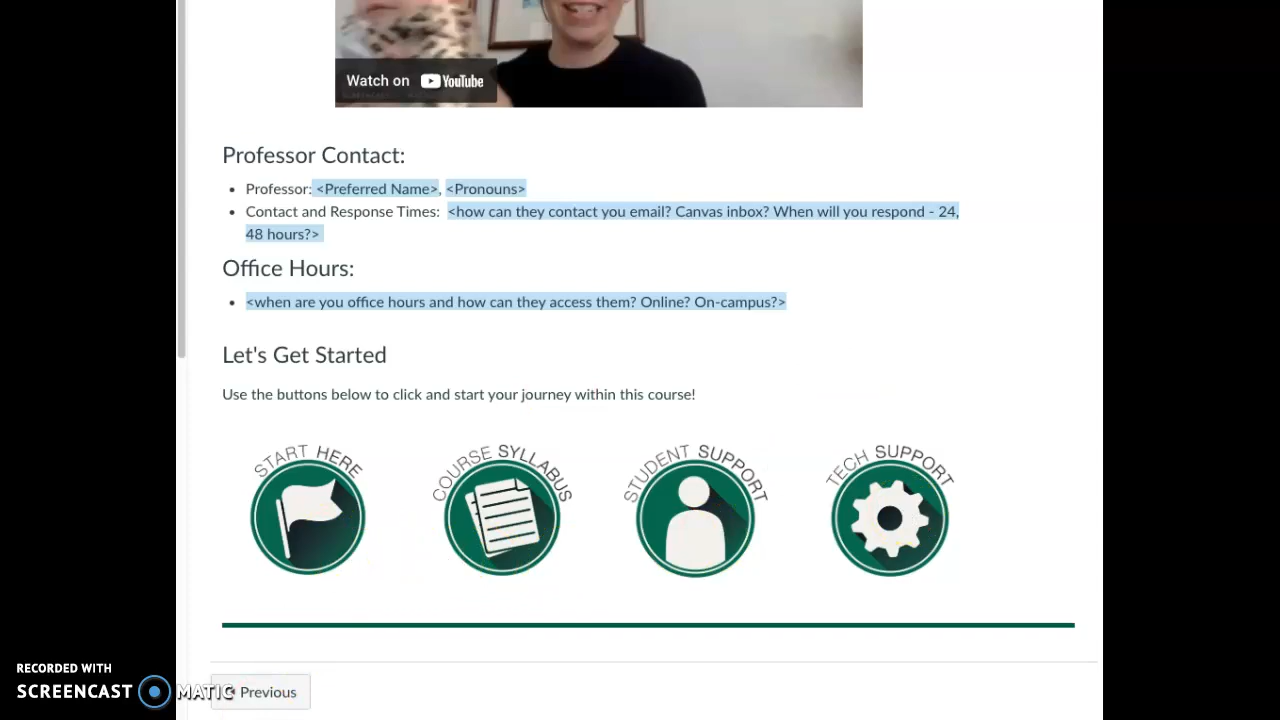 Watch on YouTube
Professor Contact:
Professor: <Preferred Name>, <Pronouns>
Contact and Response Times: <how can they contact you email? Canvas inbox? When will you respond - 24,
48 hours?>
Office Hours:
<when are you office hours and how can they access them? Online? On-campus?>
Let's Get Started
Use the buttons below to click and start your journey within this course!
START HERE
COURSE SYLLABUS
STUDENT SUPPORT
TECH SUPPORT
RECORDED WITH
SCREENCAST MATIC
Previous